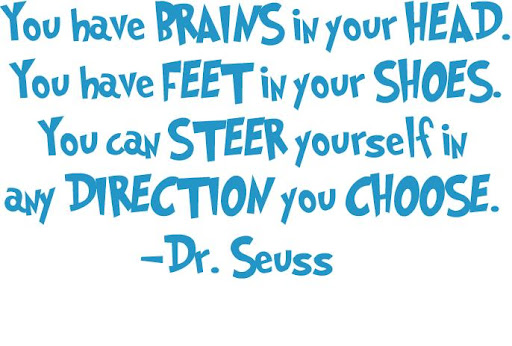 You have BRAINS in your HEAD.
You have FEET in your SHOES.
You can STEER yourself in
any DIRECTION you CHOOSE.
-Dr. Seuss